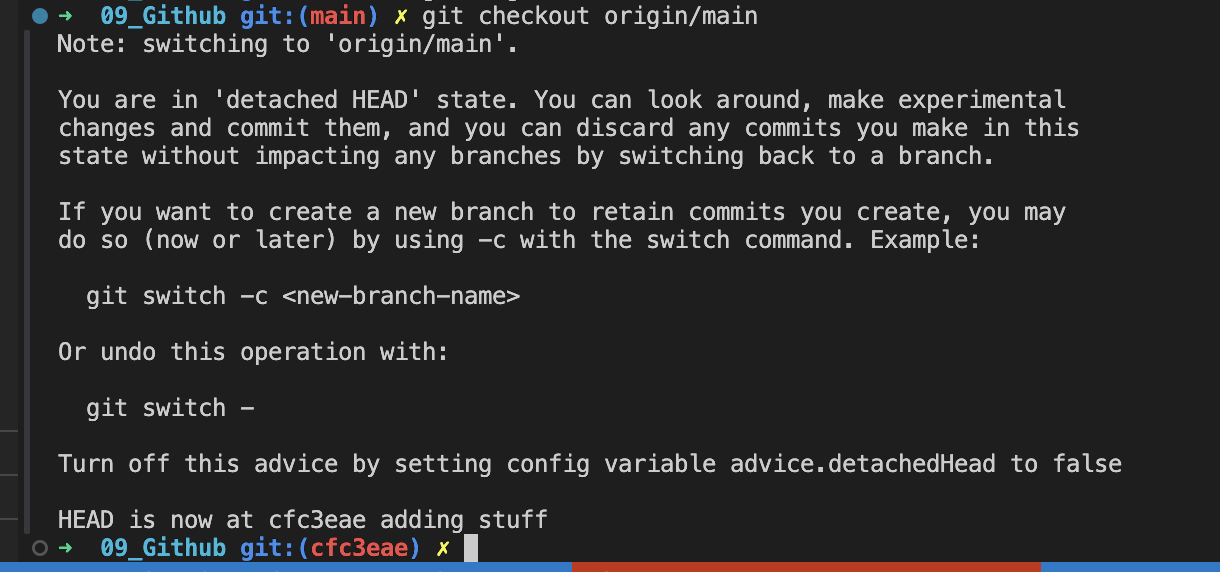 ➜ 09_Github git:(main) ✗ git checkout origin/main
Note: switching to 'origin/main'.
You are in 'detached HEAD' state. You can look around, make experimental
changes and commit them, and you can discard any commits you make in this
state without impacting any branches by switching back to a branch.
If you want to create a new branch to retain commits you create, you may
do so (now or later) by using -c with the switch command. Example:
git switch -c <new-branch-name>
Or undo this operation with:
git switch -
Turn off this advice by setting config variable advice.detachedHead to false
HEAD is now at cfc3eae adding stuff
➜ 09_Github git:(cfc3eae) ✗